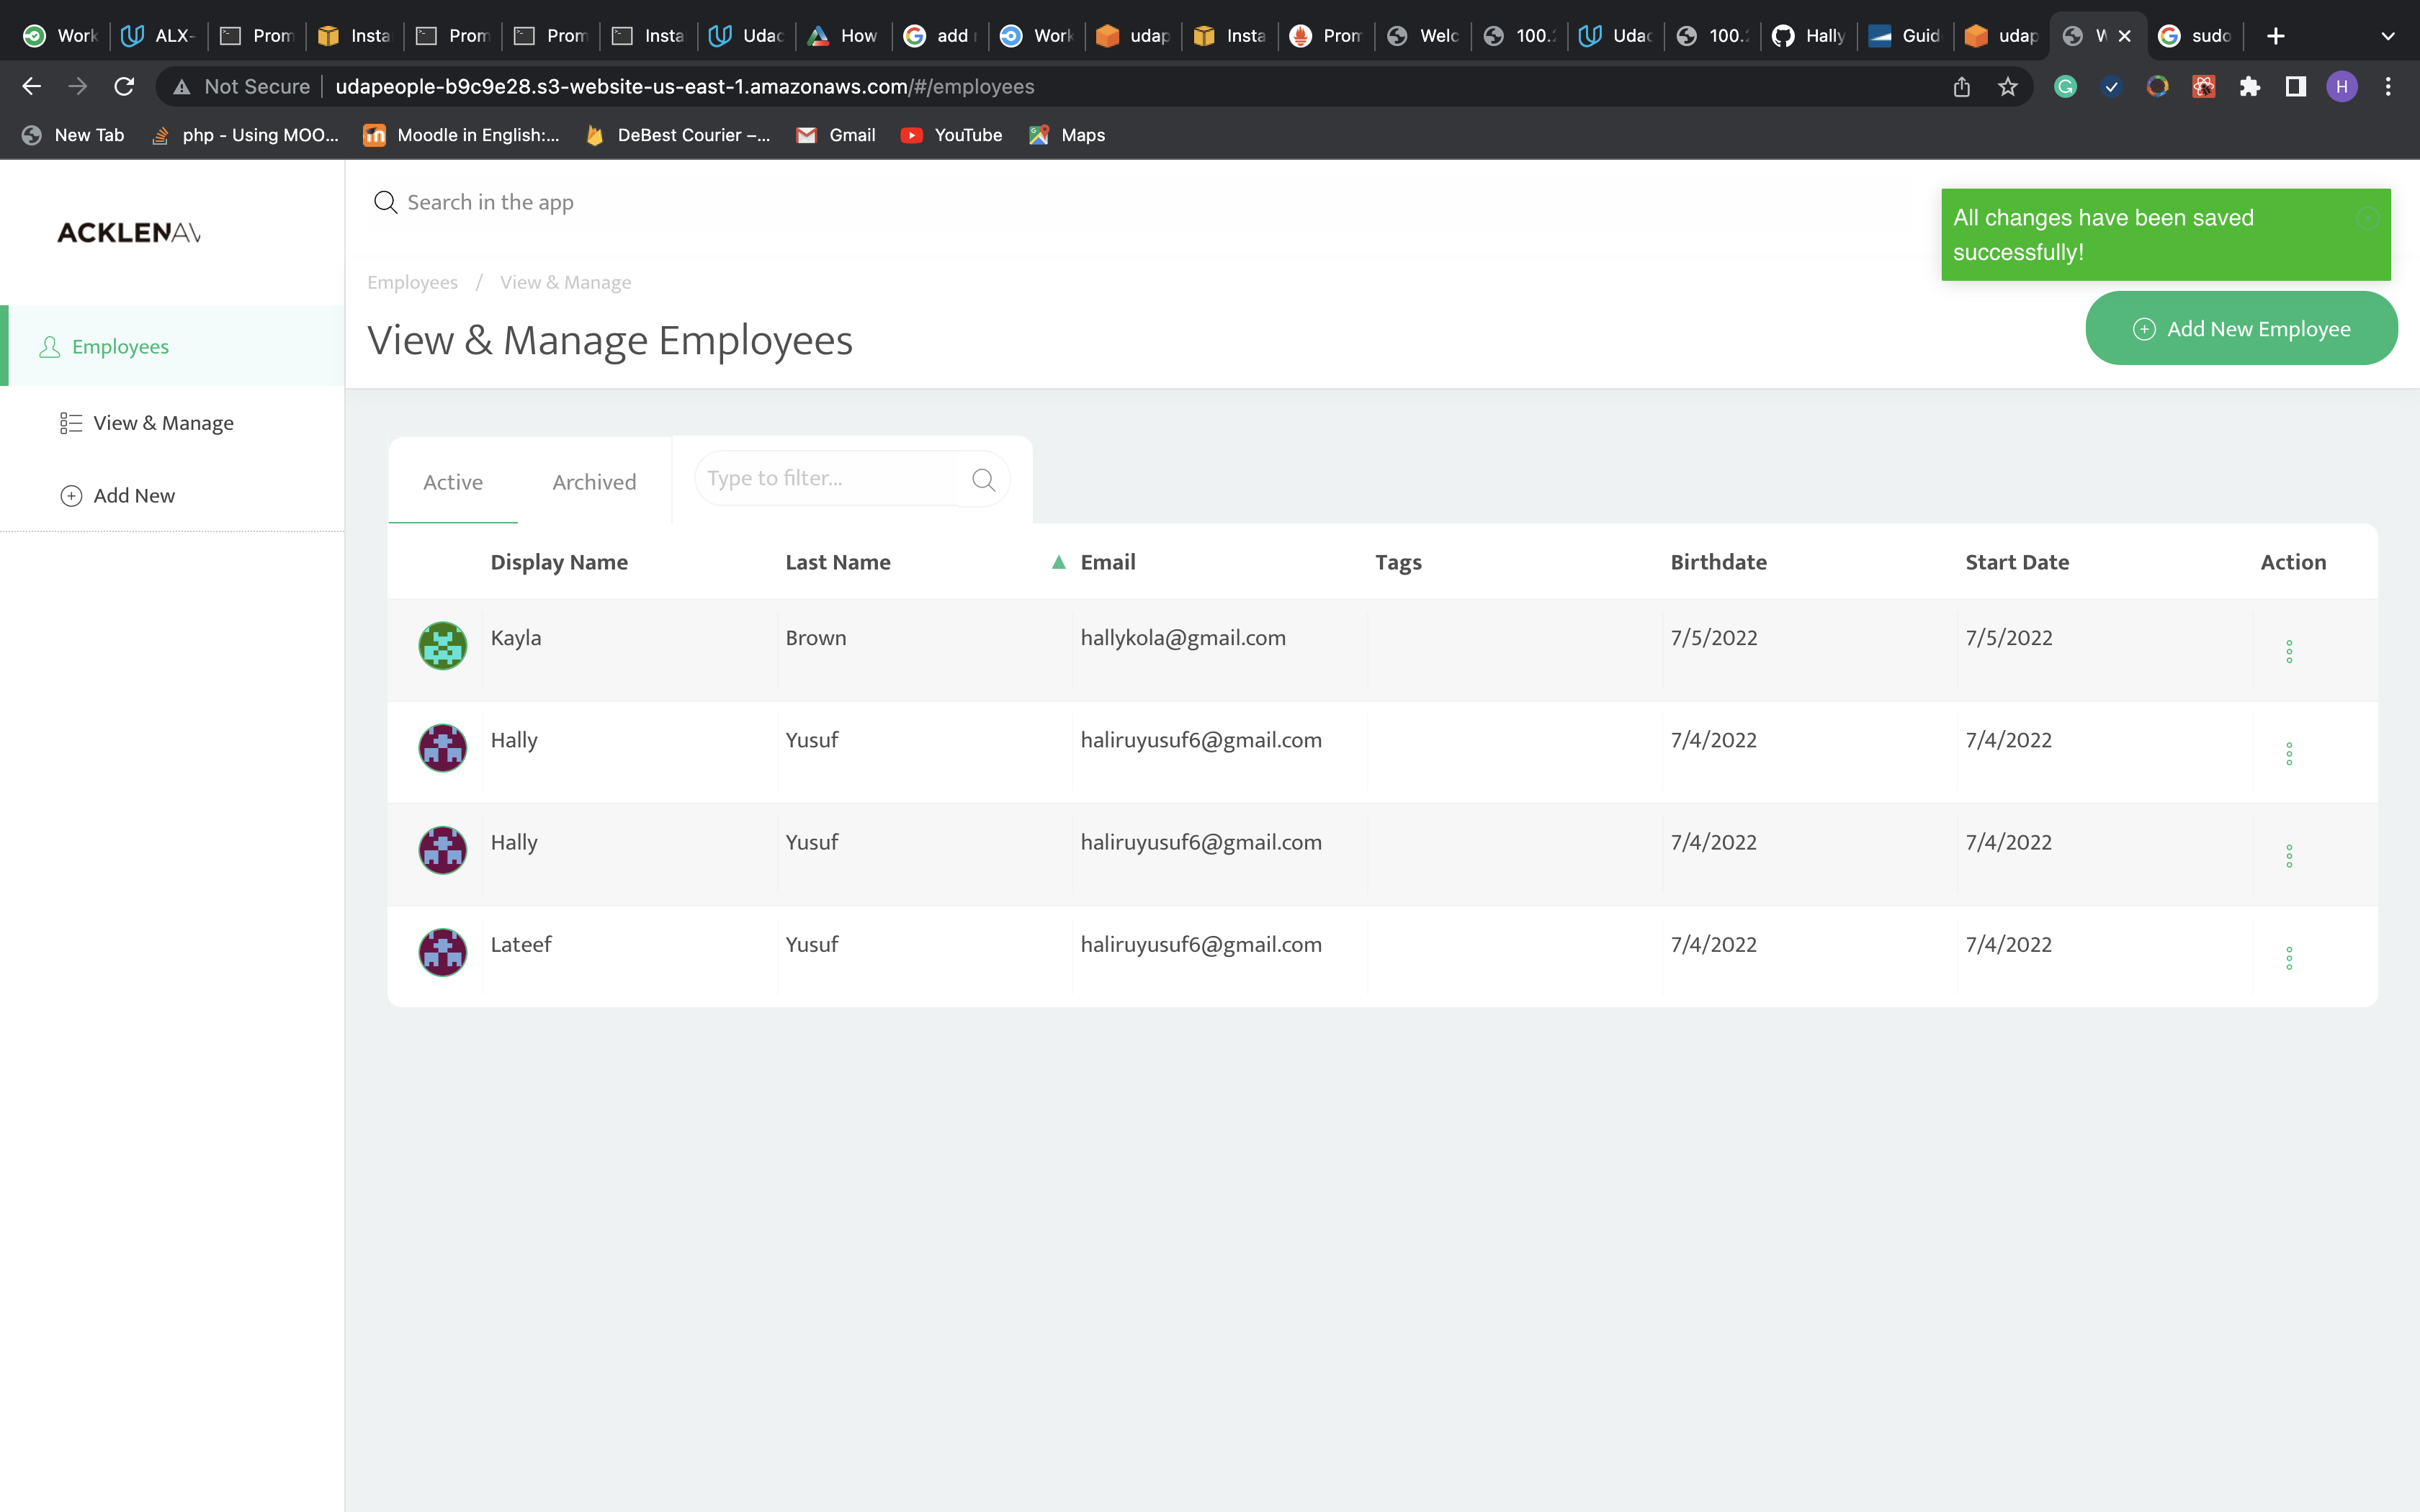 Work ALX- Prom Insta Prom Prom Insta Udac How add Work udap Insta Prom Welc 100. Udac 100. Hally Guid udap W sudo
Not Secure udapeople-b9c9e28.s3-website-us-east-1.amazonaws.com/#/employees H
New Tab php - Using MOO... Moodle in English:... DeBest Courier –... Gmail YouTube Maps
ACKLENAV
Search in the app
All changes have been saved
successfully!
Employees / View & Manage
View & Manage Employees
Add New Employee
Employees
View & Manage
Add New
Active Archived Type to filter...
Display Name Last Name ▲ Email Tags Birthdate Start Date Action
Kayla Brown hallykola@gmail.com 7/5/2022 7/5/2022
Hally Yusuf haliruyusuf6@gmail.com 7/4/2022 7/4/2022
Hally Yusuf haliruyusuf6@gmail.com 7/4/2022 7/4/2022
Lateef Yusuf haliruyusuf6@gmail.com 7/4/2022 7/4/2022